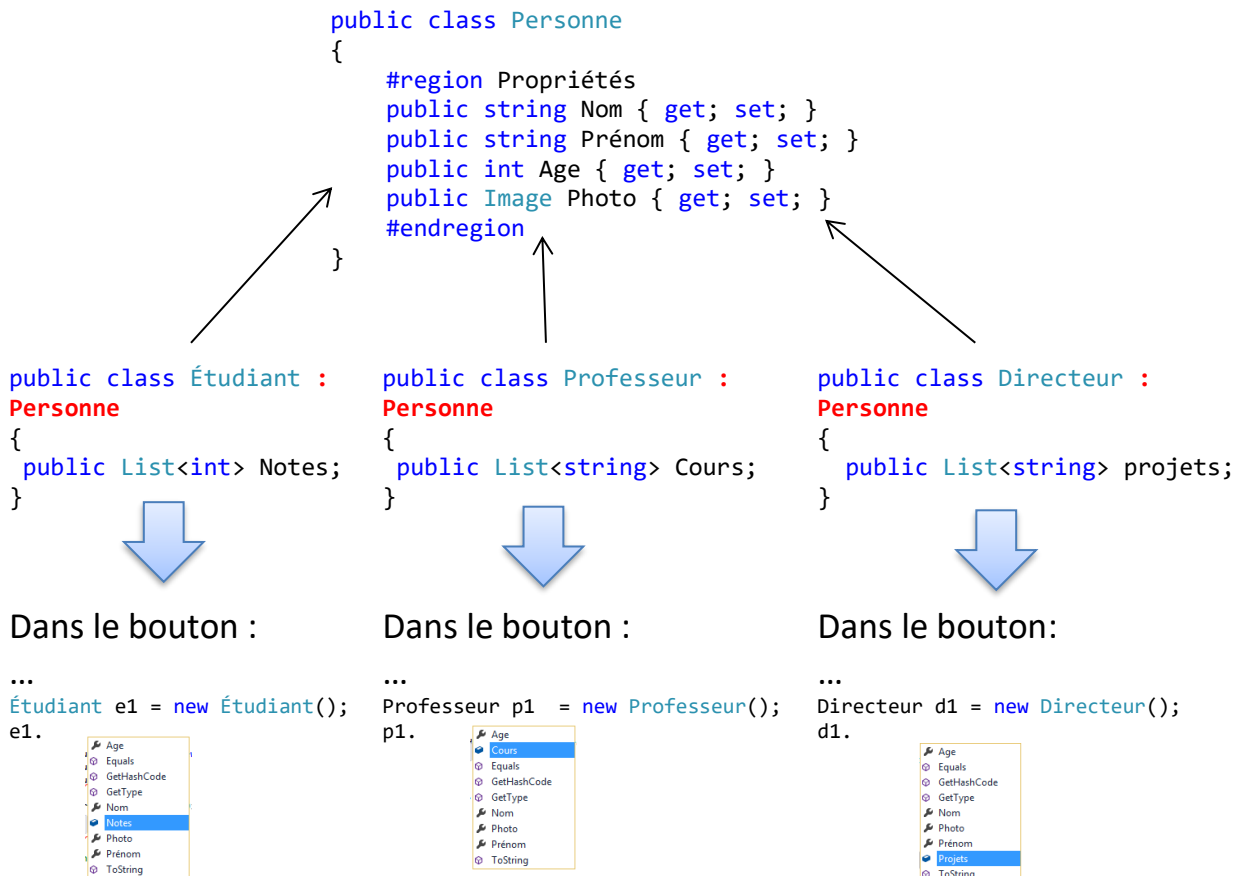 public class Personne
{
#region Propriétés
public string Nom { get; set; }
public string Prénom { get; set; }
public int Age { get; set; }
public Image Photo { get; set; }
#endregion
}
public class Étudiant :
Personne
{
public List<int> Notes;
}
Dans le bouton :
...
Étudiant e1 = new Étudiant();
e1.
Age
Equals
GetHashCode
GetType
Nom
Notes
Photo
Prénom
ToString
public class Professeur :
Personne
{
public List<string> Cours;
}
Dans le bouton :
...
Professeur p1  = new Professeur();
p1.
Age
Cours
Equals
GetHashCode
GetType
Nom
Photo
Prénom
ToString
public class Directeur :
Personne
{
public List<string> projets;
}
Dans le bouton:
...
Directeur d1 = new Directeur();
d1.
Age
Equals
GetHashCode
GetType
Nom
Photo
Prénom
Projets
ToString